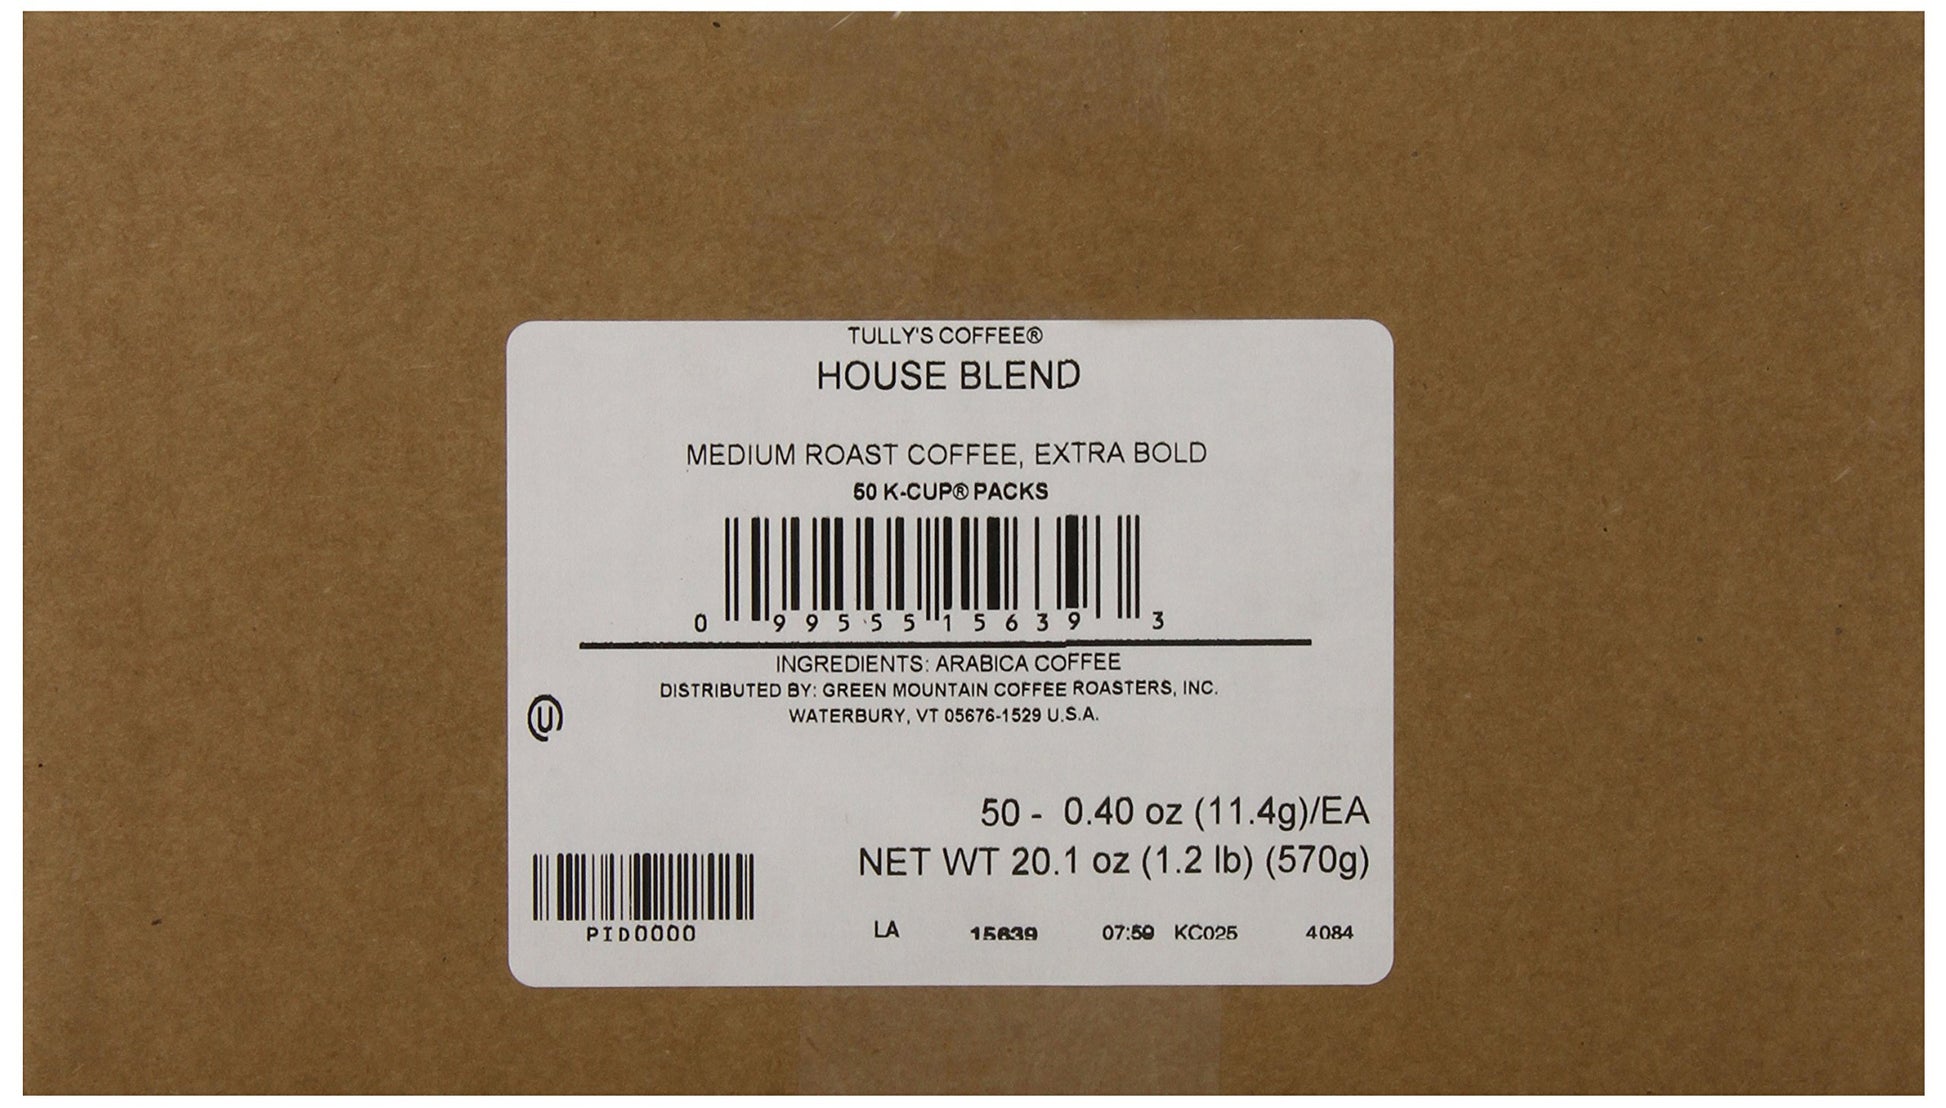 TULLY'S COFFEE®
HOUSE BLEND
MEDIUM ROAST COFFEE, EXTRA BOLD
50 K-CUP® PACKS
0 99555 15639 3
INGREDIENTS: ARABICA COFFEE
DISTRIBUTED BY: GREEN MOUNTAIN COFFEE ROASTERS, INC.
WATERBURY, VT 05676-1529 U.S.A.
U
50 - 0.40 oz (11.4g)/EA
NET WT 20.1 oz (1.2 lb) (570g)
PID0000
LA 15639 07:59 KC025 4084